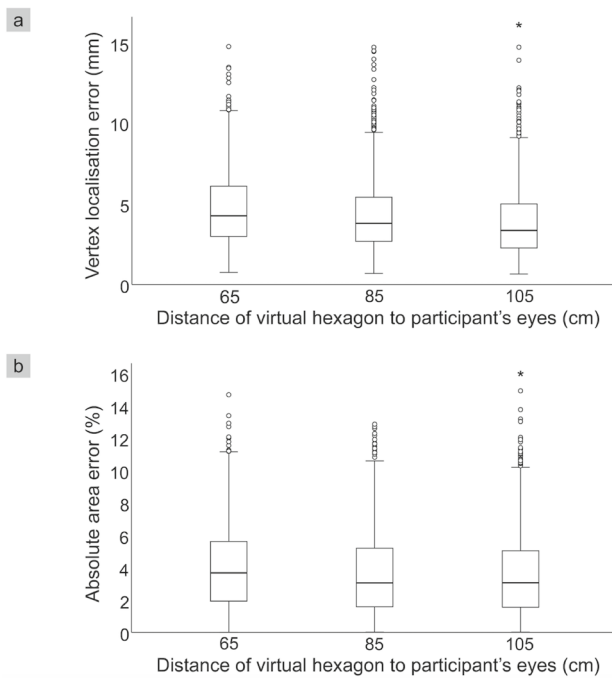 a
Vertex localisation error (mm)
15
10
5
0
*
65 85 105
Distance of virtual hexagon to participant's eyes (cm)
b
Absolute area error (%)
16
14
12
10
8
6
4
2
0
*
65 85 105
Distance of virtual hexagon to participant's eyes (cm)